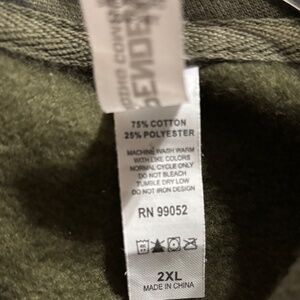 75% COTTON
25% POLYESTER
MACHINE WASH WARM
WITH LIKE COLORS
NORMAL CYCLE ONLY
DO NOT BLEACH
TUMBLE DRY LOW
DO NOT IRON DESIGN
RN 99052
2XL
MADE IN CHINA